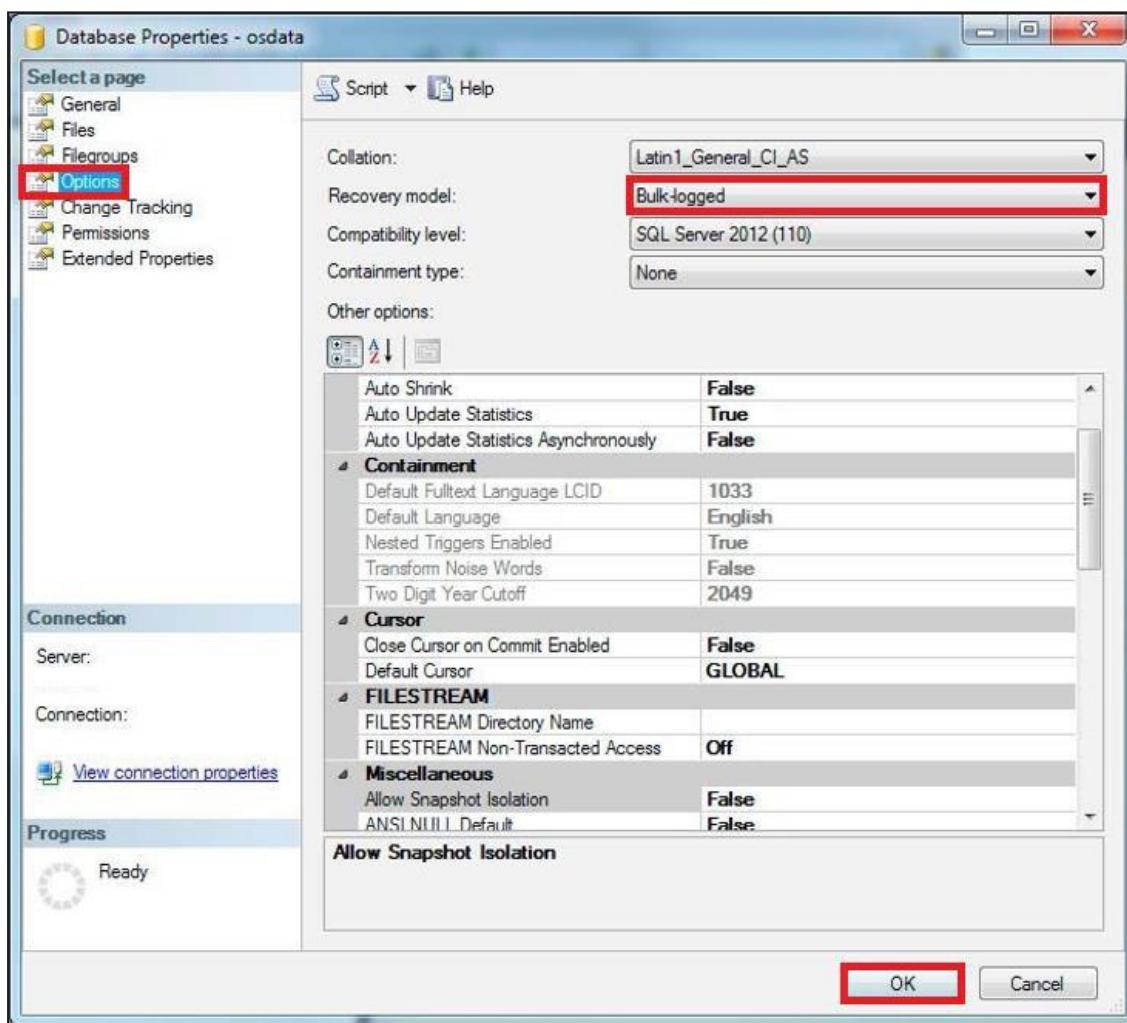 Database Properties - osdata
Select a page
General
Files
Filegroups
Options
Change Tracking
Permissions
Extended Properties
Connection
Server:
Connection:
View connection properties
Progress
Ready
Script Help
Collation: Latin1_General_CI_AS
Recovery model: Bulk-logged
Compatibility level: SQL Server 2012 (110)
Containment type: None
Other options:
A
Z
Auto Shrink False
Auto Update Statistics True
Auto Update Statistics Asynchronously False
Containment
Default Fulltext Language LCID 1033
Default Language English
Nested Triggers Enabled True
Transform Noise Words False
Two Digit Year Cutoff 2049
Cursor
Close Cursor on Commit Enabled False
Default Cursor GLOBAL
FILESTREAM
FILESTREAM Directory Name
FILESTREAM Non-Transacted Access Off
Miscellaneous
Allow Snapshot Isolation False
ANSI NULL Default False
Allow Snapshot Isolation
OK Cancel